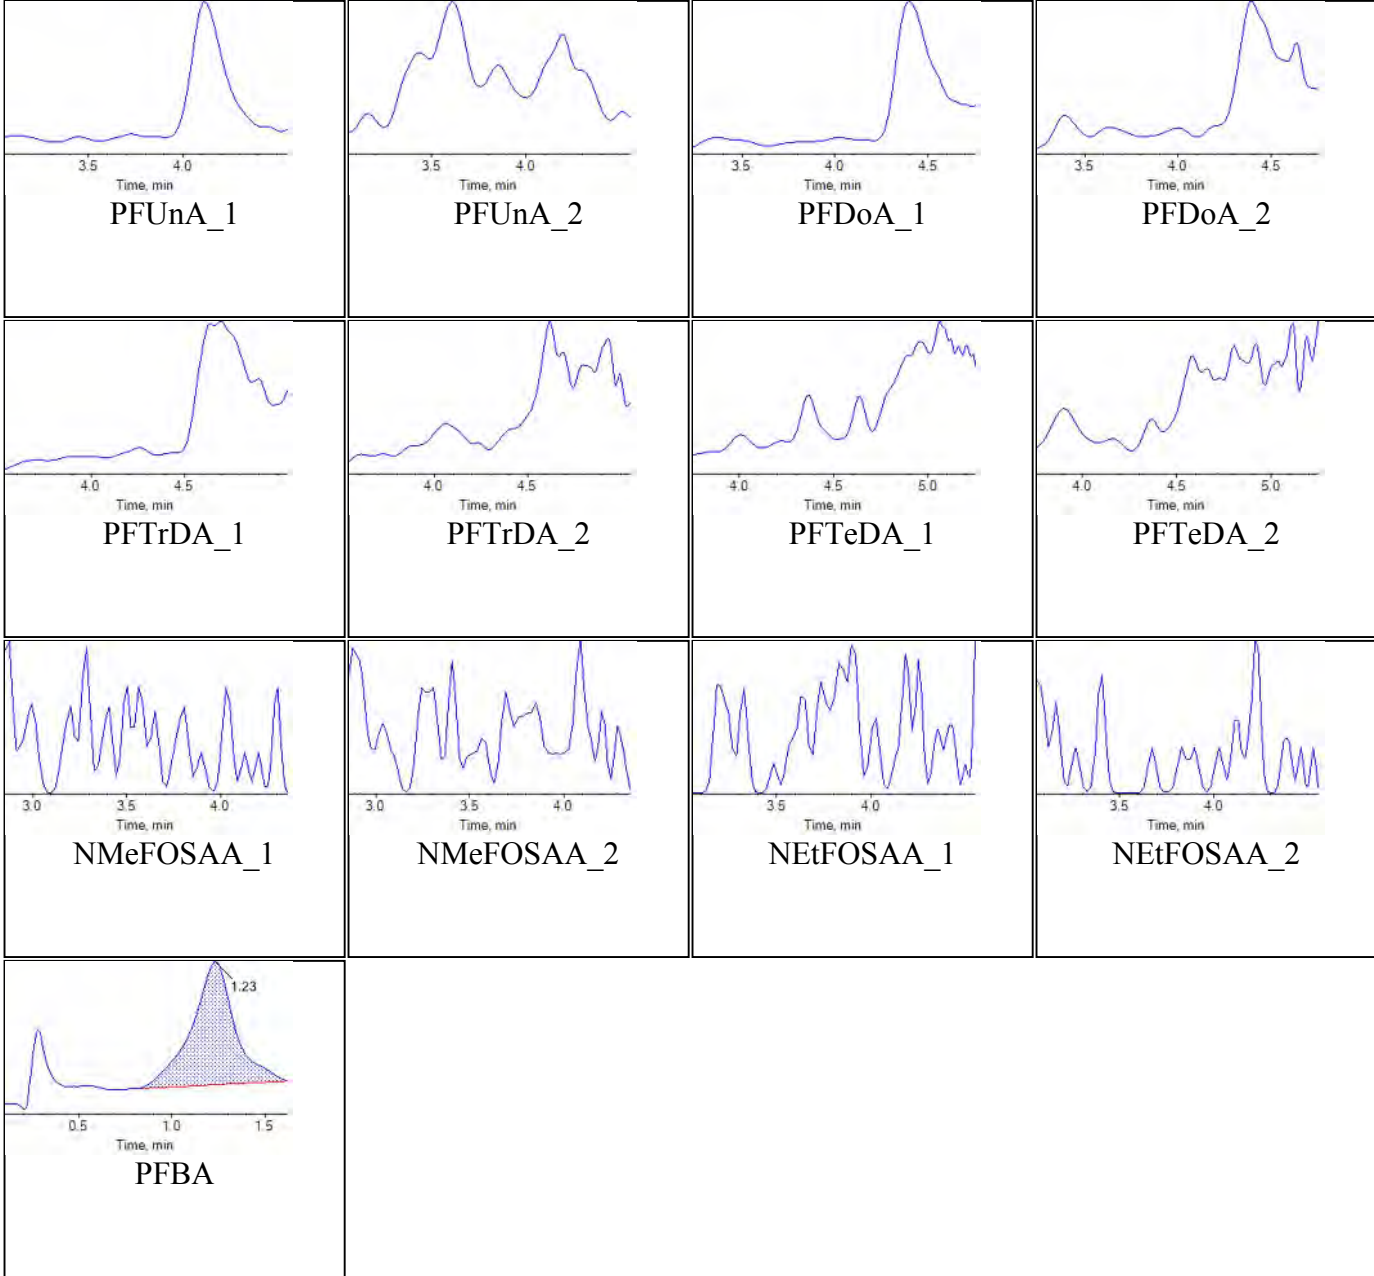 3.5 4.0
Time, min
PFUnA_1
3.5 4.0
Time, min
PFUnA_2
3.5 4.0 4.5
Time, min
PFDoA_1
3.5 4.0 4.5
Time, min
PFDoA_2
4.0 4.5
Time, min
PFTrDA_1
4.0 4.5
Time, min
PFTrDA_2
4.0 4.5 5.0
Time, min
PFTeDA_1
4.0 4.5 5.0
Time, min
PFTeDA_2
3.0 3.5 4.0
Time, min
NMeFOSAA_1
3.0 3.5 4.0
Time, min
NMeFOSAA_2
3.5 4.0
Time, min
NEtFOSAA_1
3.5 4.0
Time, min
NEtFOSAA_2
1.23
0.5 1.0 1.5
Time, min
PFBA